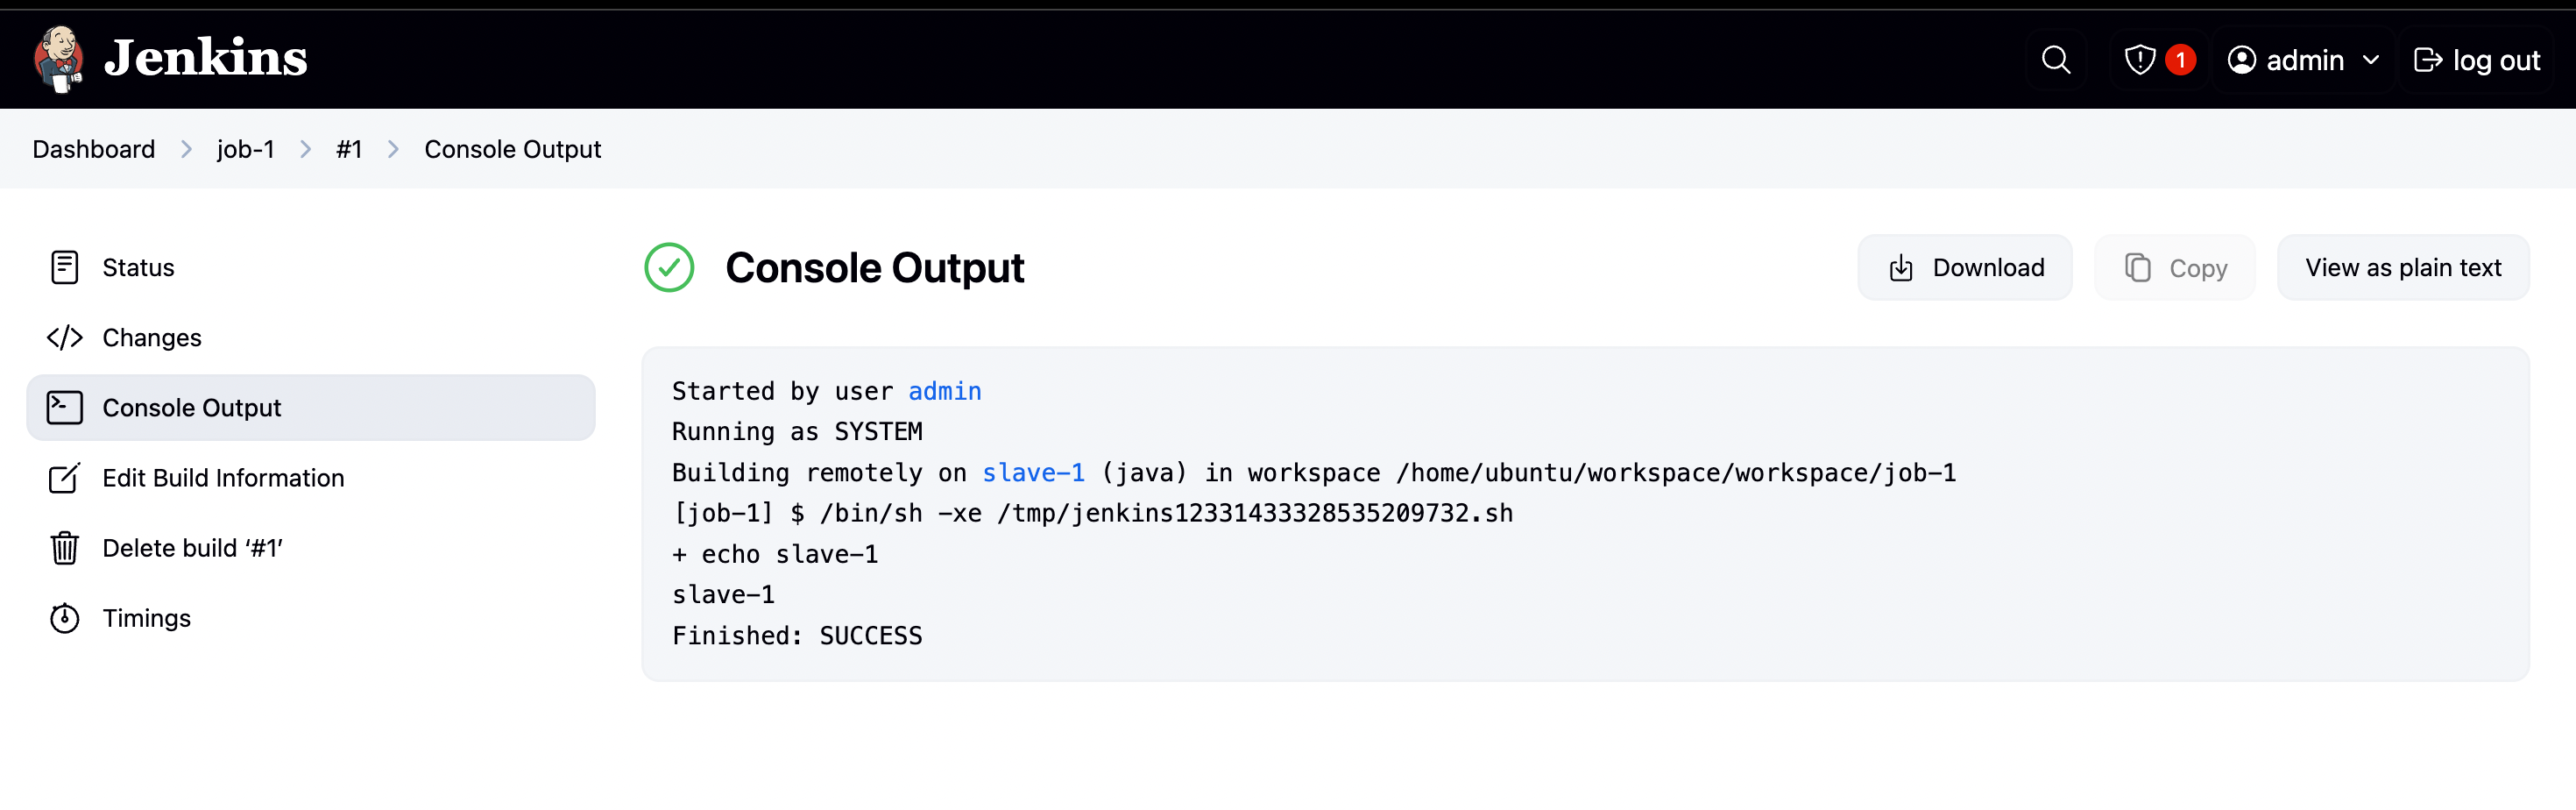 Jenkins
1
admin
log out
Dashboard
job-1
#1
Console Output
Status
Changes
Console Output
Edit Build Information
Delete build ‘#1’
Timings
Console Output
Download
Copy
View as plain text
Started by user admin
Running as SYSTEM
Building remotely on slave-1 (java) in workspace /home/ubuntu/workspace/workspace/job-1
[job-1] $ /bin/sh -xe /tmp/jenkins12331433328535209732.sh
+ echo slave-1
slave-1
Finished: SUCCESS